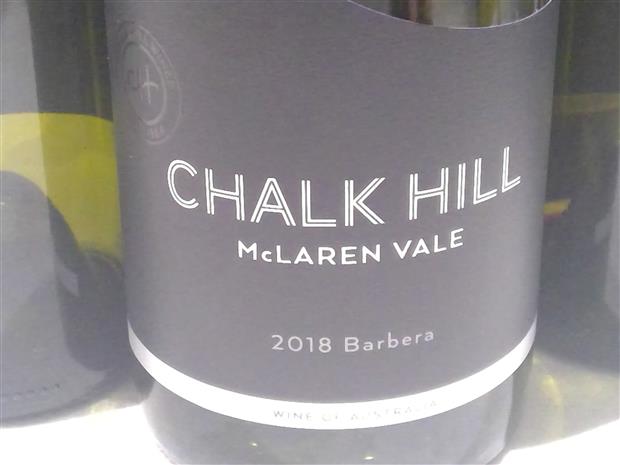 CHALK HILL
McLAREN VALE
2018 Barbera
WINE OF AUSTRALIA